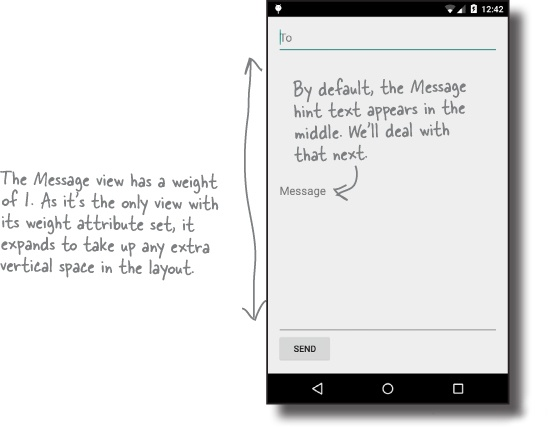 12:42
To
By default, the Message
hint text appears in the
middle. We'll deal with
that next.
Message
The Message view has a weight
of 1. As it's the only view with
its weight attribute set, it
expands to take up any extra
vertical space in the layout.
SEND